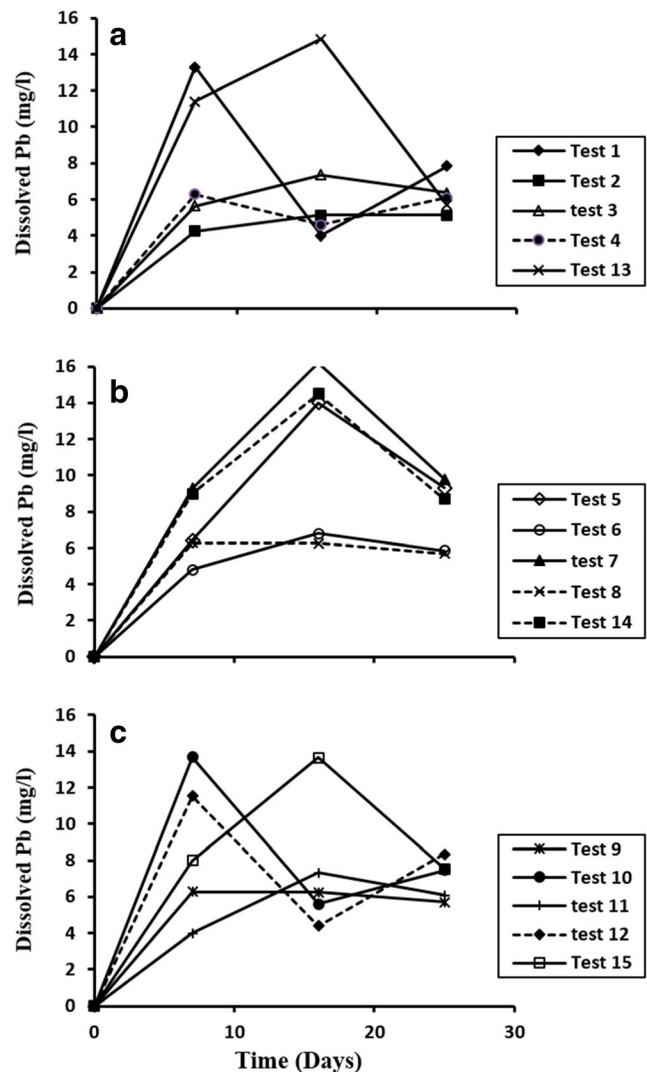 a
Dissolved Pb (mg/l)
16
14
12
10
8
6
4
2
0
Test 1
Test 2
test 3
Test 4
Test 13
b
Dissolved Pb (mg/l)
16
14
12
10
8
6
4
2
0
Test 5
Test 6
test 7
Test 8
Test 14
c
Dissolved Pb (mg/l)
16
14
12
10
8
6
4
2
0
0 10 20 30
Time (Days)
Test 9
Test 10
test 11
test 12
Test 15